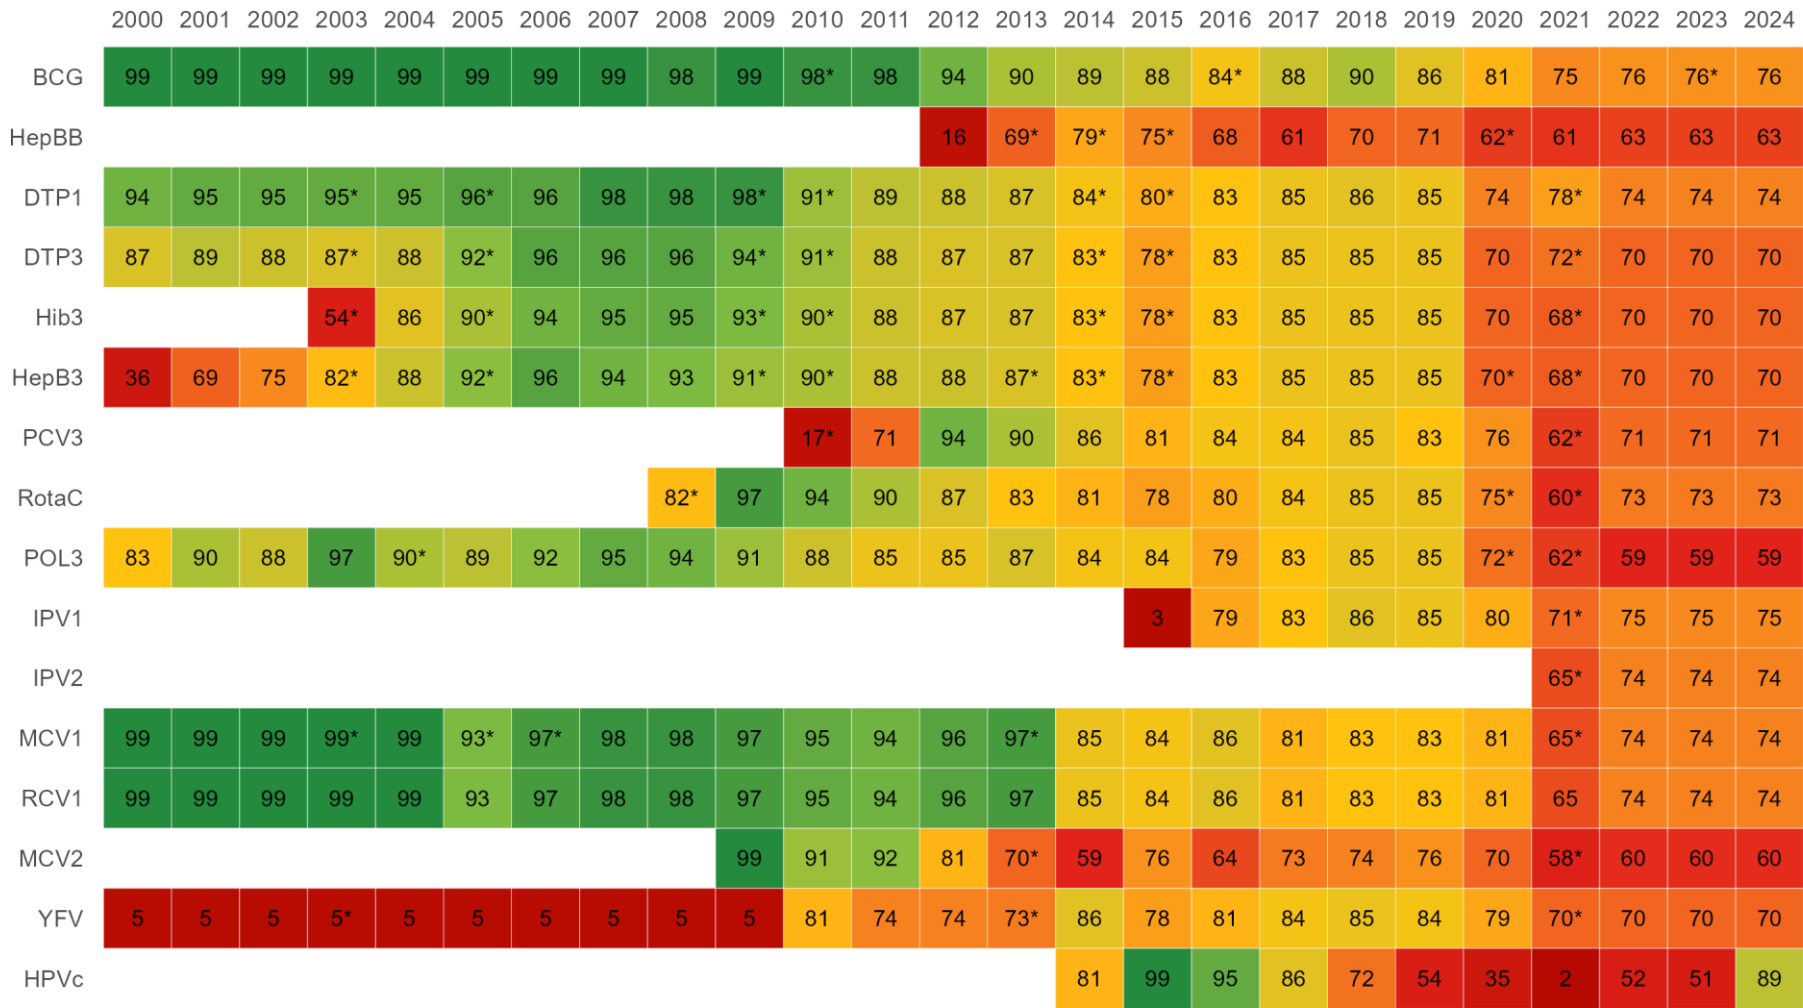 2000 2001 2002 2003 2004 2005 2006 2007 2008 2009 2010 2011 2012 2013 2014 2015 2016 2017 2018 2019 2020 2021 2022 2023 2024
BCG 99 99 99 99 99 99 99 99 98 99 98* 98 94 90 89 88 84* 88 90 86 81 75 76 76* 76
HepBB 16 69* 79* 75* 68 61 70 71 62* 61 63 63 63
DTP1 94 95 95 95* 95 96* 96 98 98 98* 91* 89 88 87 84* 80* 83 85 86 85 74 78* 74 74 74
DTP3 87 89 88 87* 88 92* 96 96 96 94* 91* 88 87 87 83* 78* 83 85 85 85 70 72* 70 70 70
Hib3 54* 86 90* 94 95 95 93* 90* 88 87 87 83* 78* 83 85 85 85 70 68* 70 70 70
HepB3 36 69 75 82* 88 92* 96 94 93 91* 90* 88 88 87* 83* 78* 83 85 85 85 70* 68* 70 70 70
PCV3 17* 71 94 90 86 81 84 84 85 83 76 62* 71 71 71
RotaC 82* 97 94 90 87 83 81 78 80 84 85 85 75* 60* 73 73 73
POL3 83 90 88 97 90* 89 92 95 94 91 88 85 85 87 84 84 79 83 85 85 72* 62* 59 59 59
IPV1 3 79 83 86 85 80 71* 75 75 75
IPV2 65* 74 74 74
MCV1 99 99 99 99* 99 93* 97* 98 98 97 95 94 96 97* 85 84 86 81 83 83 81 65* 74 74 74
RCV1 99 99 99 99 99 93 97 98 98 97 95 94 96 97 85 84 86 81 83 83 81 65 74 74 74
MCV2 99 91 92 81 70* 59 76 64 73 74 76 70 58* 60 60 60
YFV 5 5 5 5* 5 5 5 5 5 5 81 74 74 73* 86 78 81 84 85 84 79 70* 70 70 70
HPVc 81 99 95 86 72 54 35 2 52 51 89